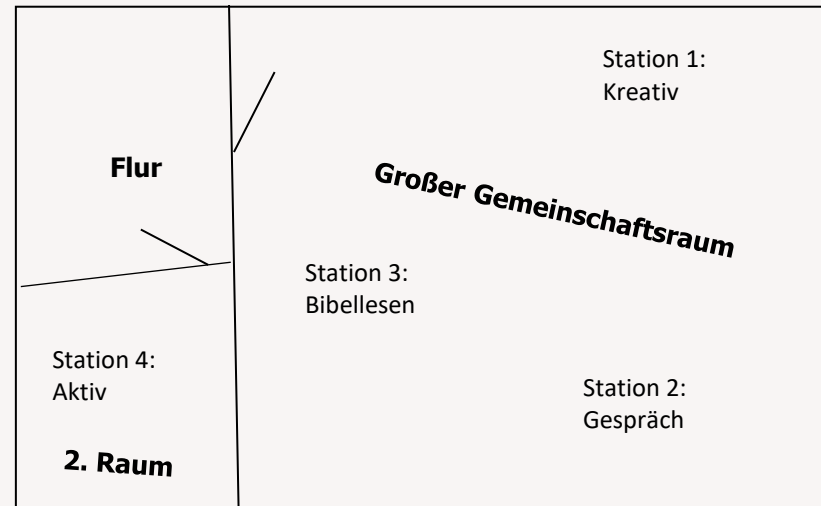 Station 1:
Kreativ
Flur
Großer Gemeinschaftsraum
Station 3:
Bibellesen
Station 4:
Aktiv
Station 2:
Gespräch
2. Raum